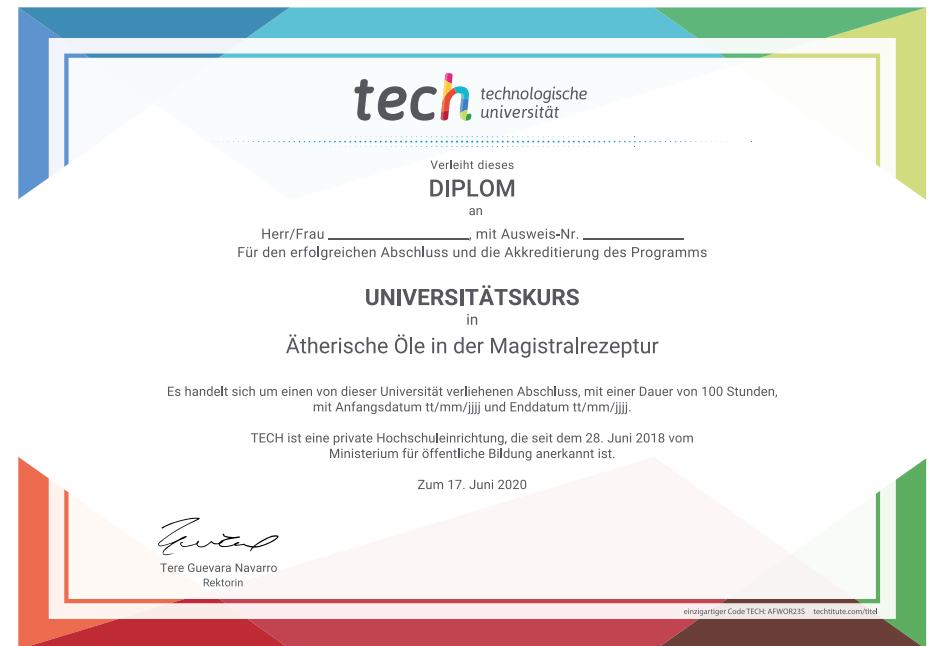 tech technologische
universität
Verleiht dieses
DIPLOM
an
Herr/Frau ____________________, mit Ausweis-Nr. ______________
Für den erfolgreichen Abschluss und die Akkreditierung des Programms
UNIVERSITÄTSKURS
in
Ätherische Öle in der Magistralrezeptur
Es handelt sich um einen von dieser Universität verliehenen Abschluss, mit einer Dauer von 100 Stunden,
mit Anfangsdatum tt/mm/jjjj und Enddatum tt/mm/jjjj.
TECH ist eine private Hochschuleinrichtung, die seit dem 28. Juni 2018 vom
Ministerium für öffentliche Bildung anerkannt ist.
Zum 17. Juni 2020
Tere Guevara Navarro
Rektorin
einzigartiger Code TECH: AFWOR23S techtitute.com/titel